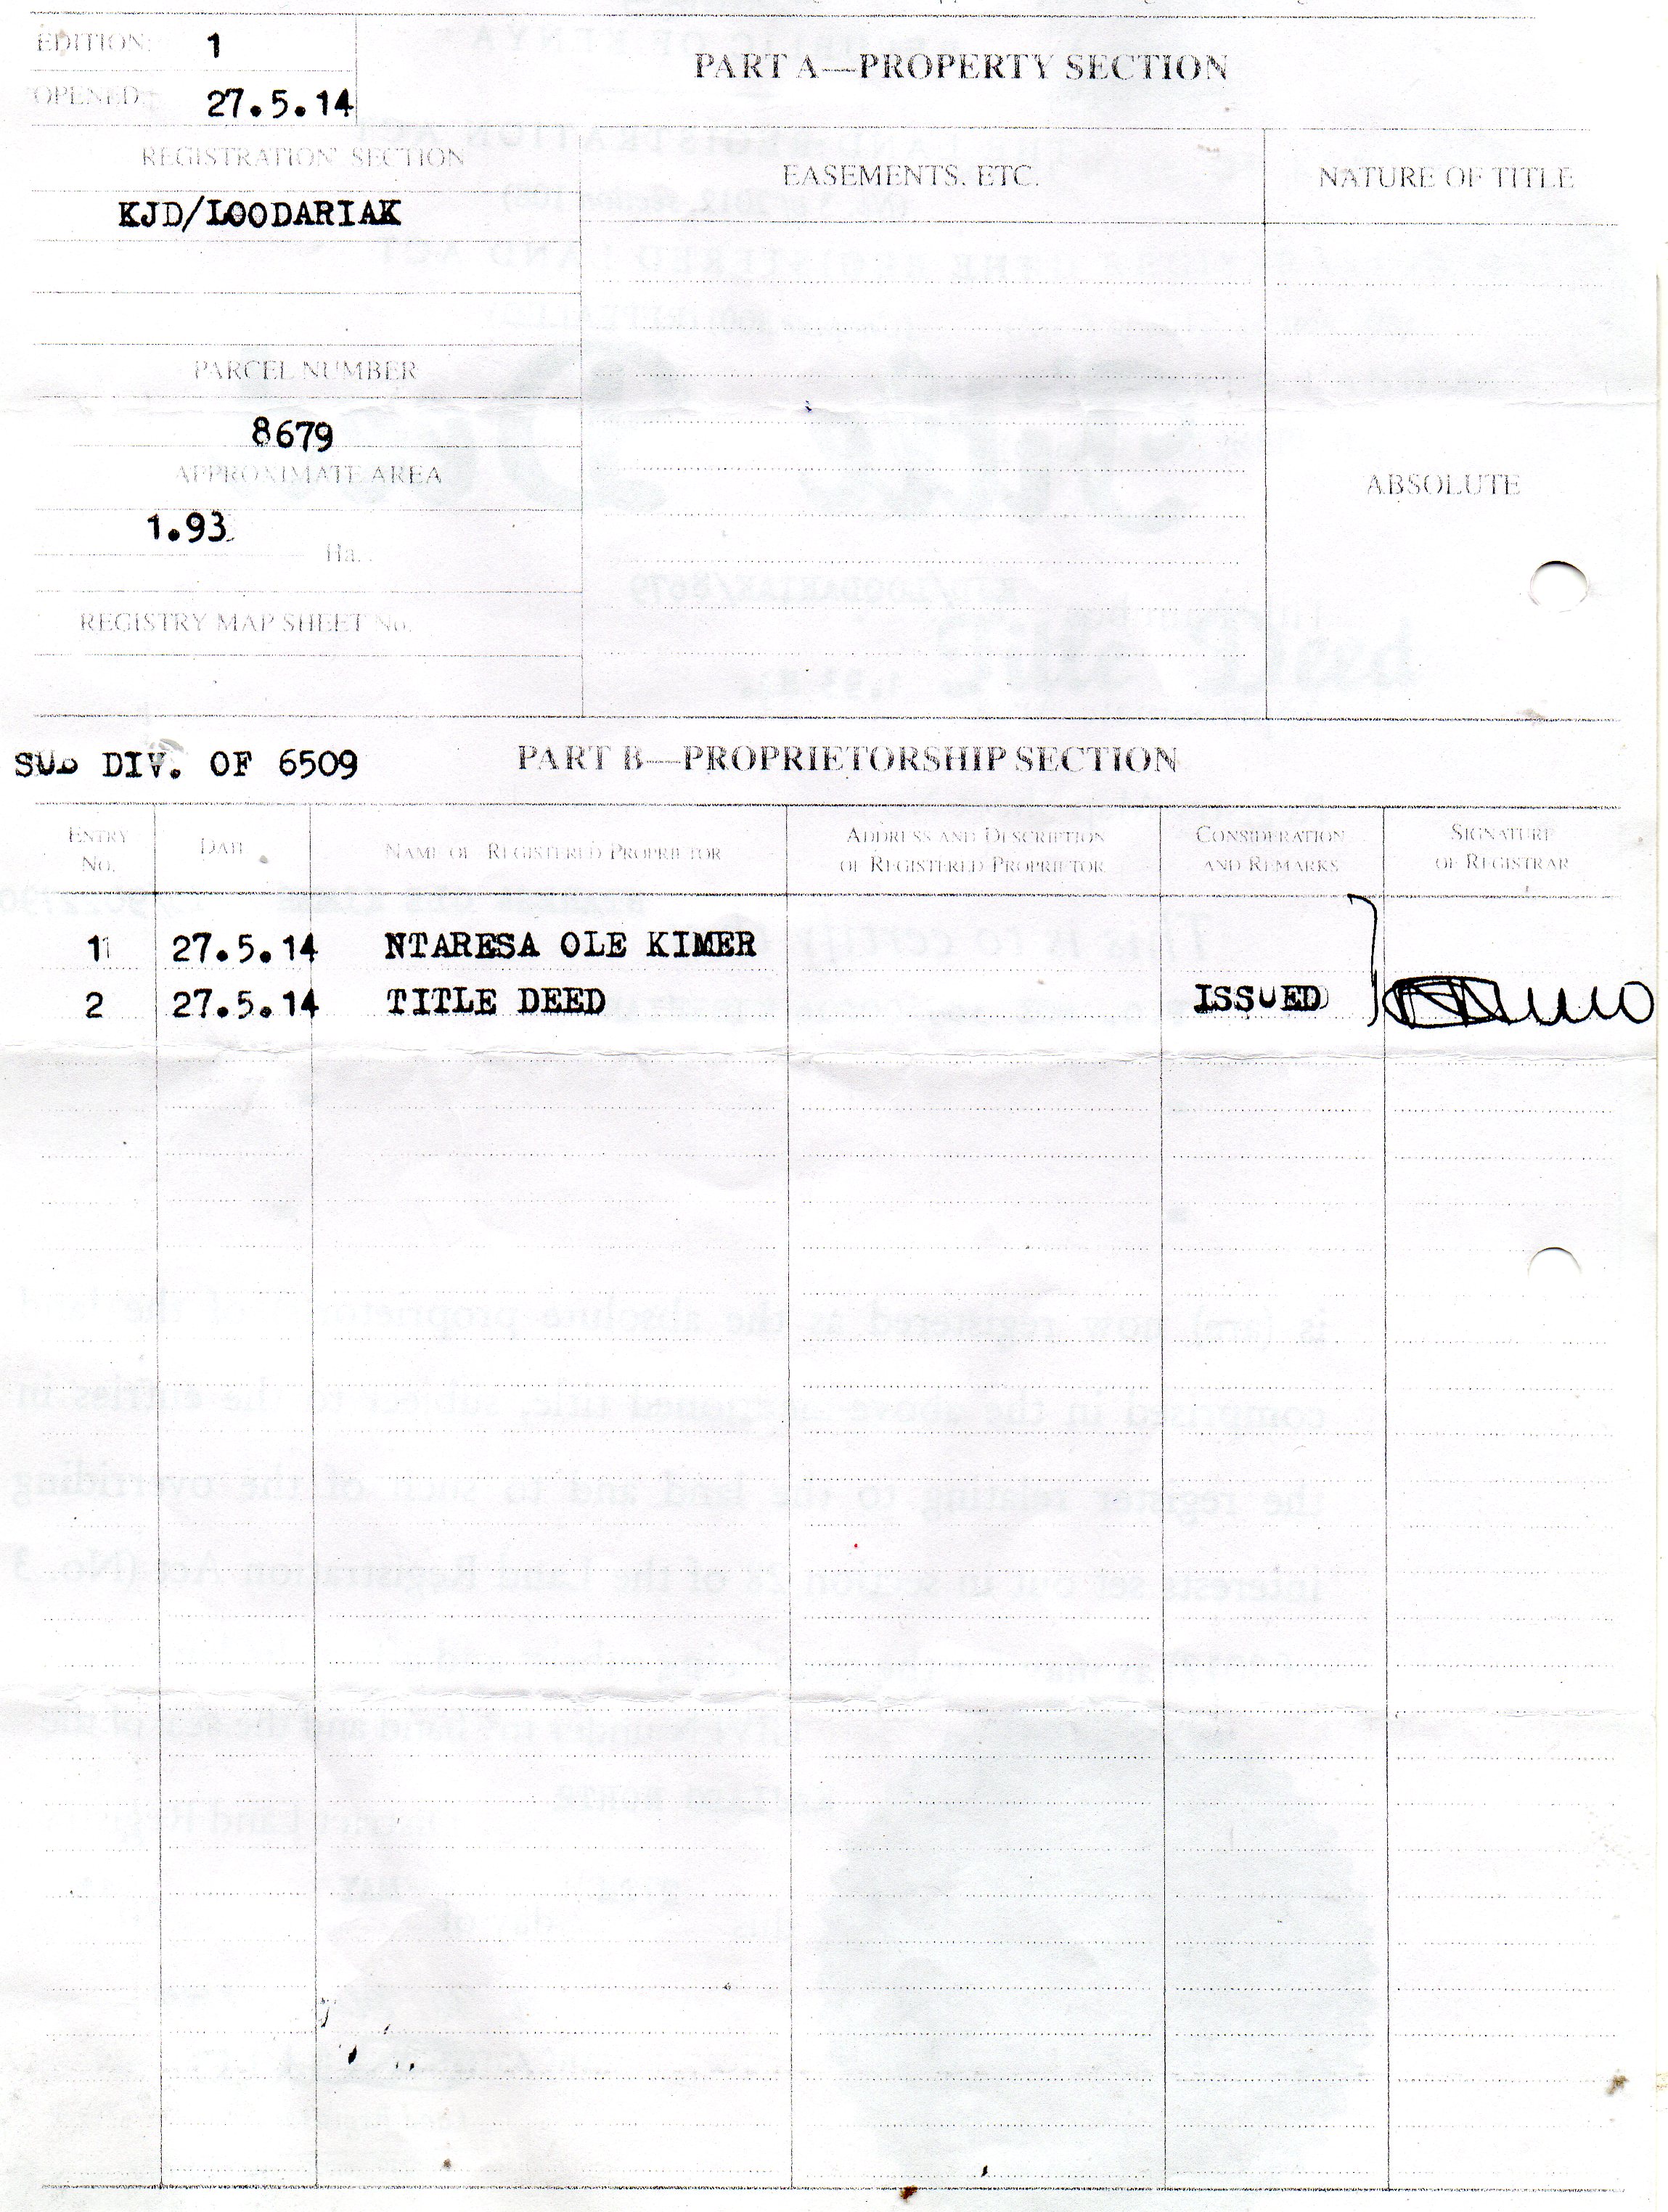 EDITION: 1
PART A—PROPERTY SECTION
OPENED: 27.5.14
REGISTRATION SECTION
EASEMENTS, ETC.
NATURE OF TITLE
KJD/LOODARIAK
PARCEL NUMBER
8679
APPROXIMATE AREA
ABSOLUTE
1.93 Ha.
REGISTRY MAP SHEET No.
SUB DIV. OF 6509
PART B—PROPRIETORSHIP SECTION
ENTRY No.
DATE
NAME OF REGISTERED PROPRIETOR
ADDRESS AND DESCRIPTION OF REGISTERED PROPRIETOR
CONSIDERATION AND REMARKS
SIGNATURE OF REGISTRAR
1 27.5.14 NTARESA OLE KIMER
2 27.5.14 TITLE DEED ISSUED